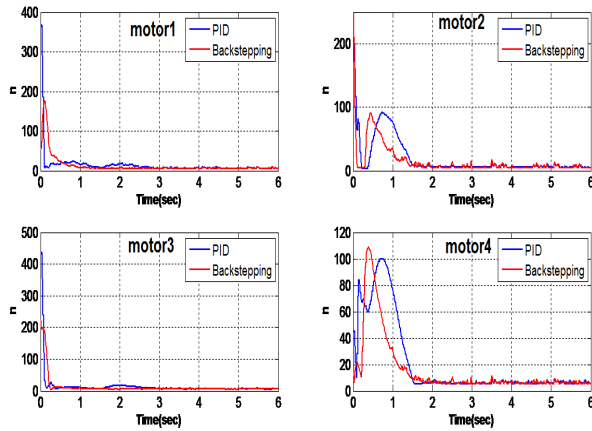 motor1
PID
Backstepping
n
400
300
200
100
0
0 1 2 3 4 5 6
Time(sec)
motor2
PID
Backstepping
n
200
100
0
0 1 2 3 4 5 6
Time(sec)
motor3
PID
Backstepping
n
500
400
300
200
100
0
0 1 2 3 4 5 6
Time(sec)
motor4
PID
Backstepping
n
120
100
80
60
40
20
0
0 1 2 3 4 5 6
Time(sec)